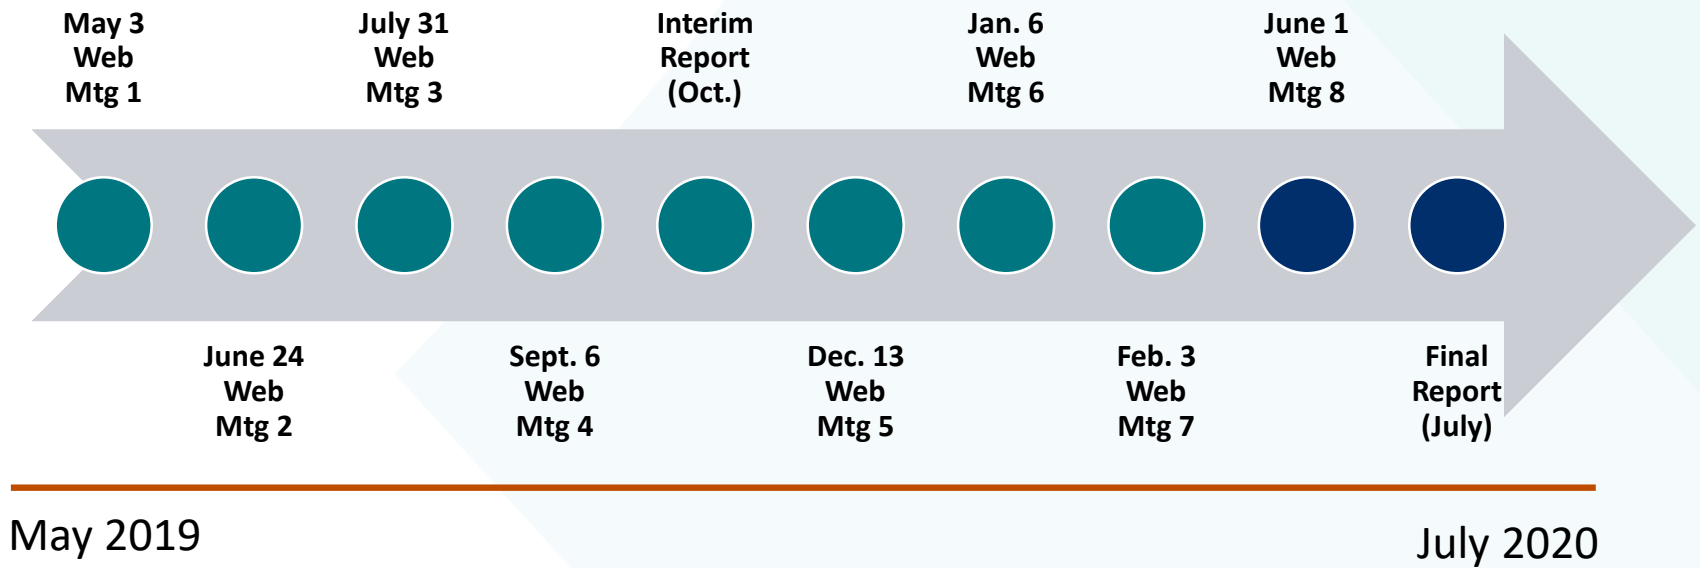 May 3
Web
Mtg 1
July 31
Web
Mtg 3
Interim
Report
(Oct.)
Jan. 6
Web
Mtg 6
June 1
Web
Mtg 8
June 24
Web
Mtg 2
Sept. 6
Web
Mtg 4
Dec. 13
Web
Mtg 5
Feb. 3
Web
Mtg 7
Final
Report
(July)
May 2019
July 2020